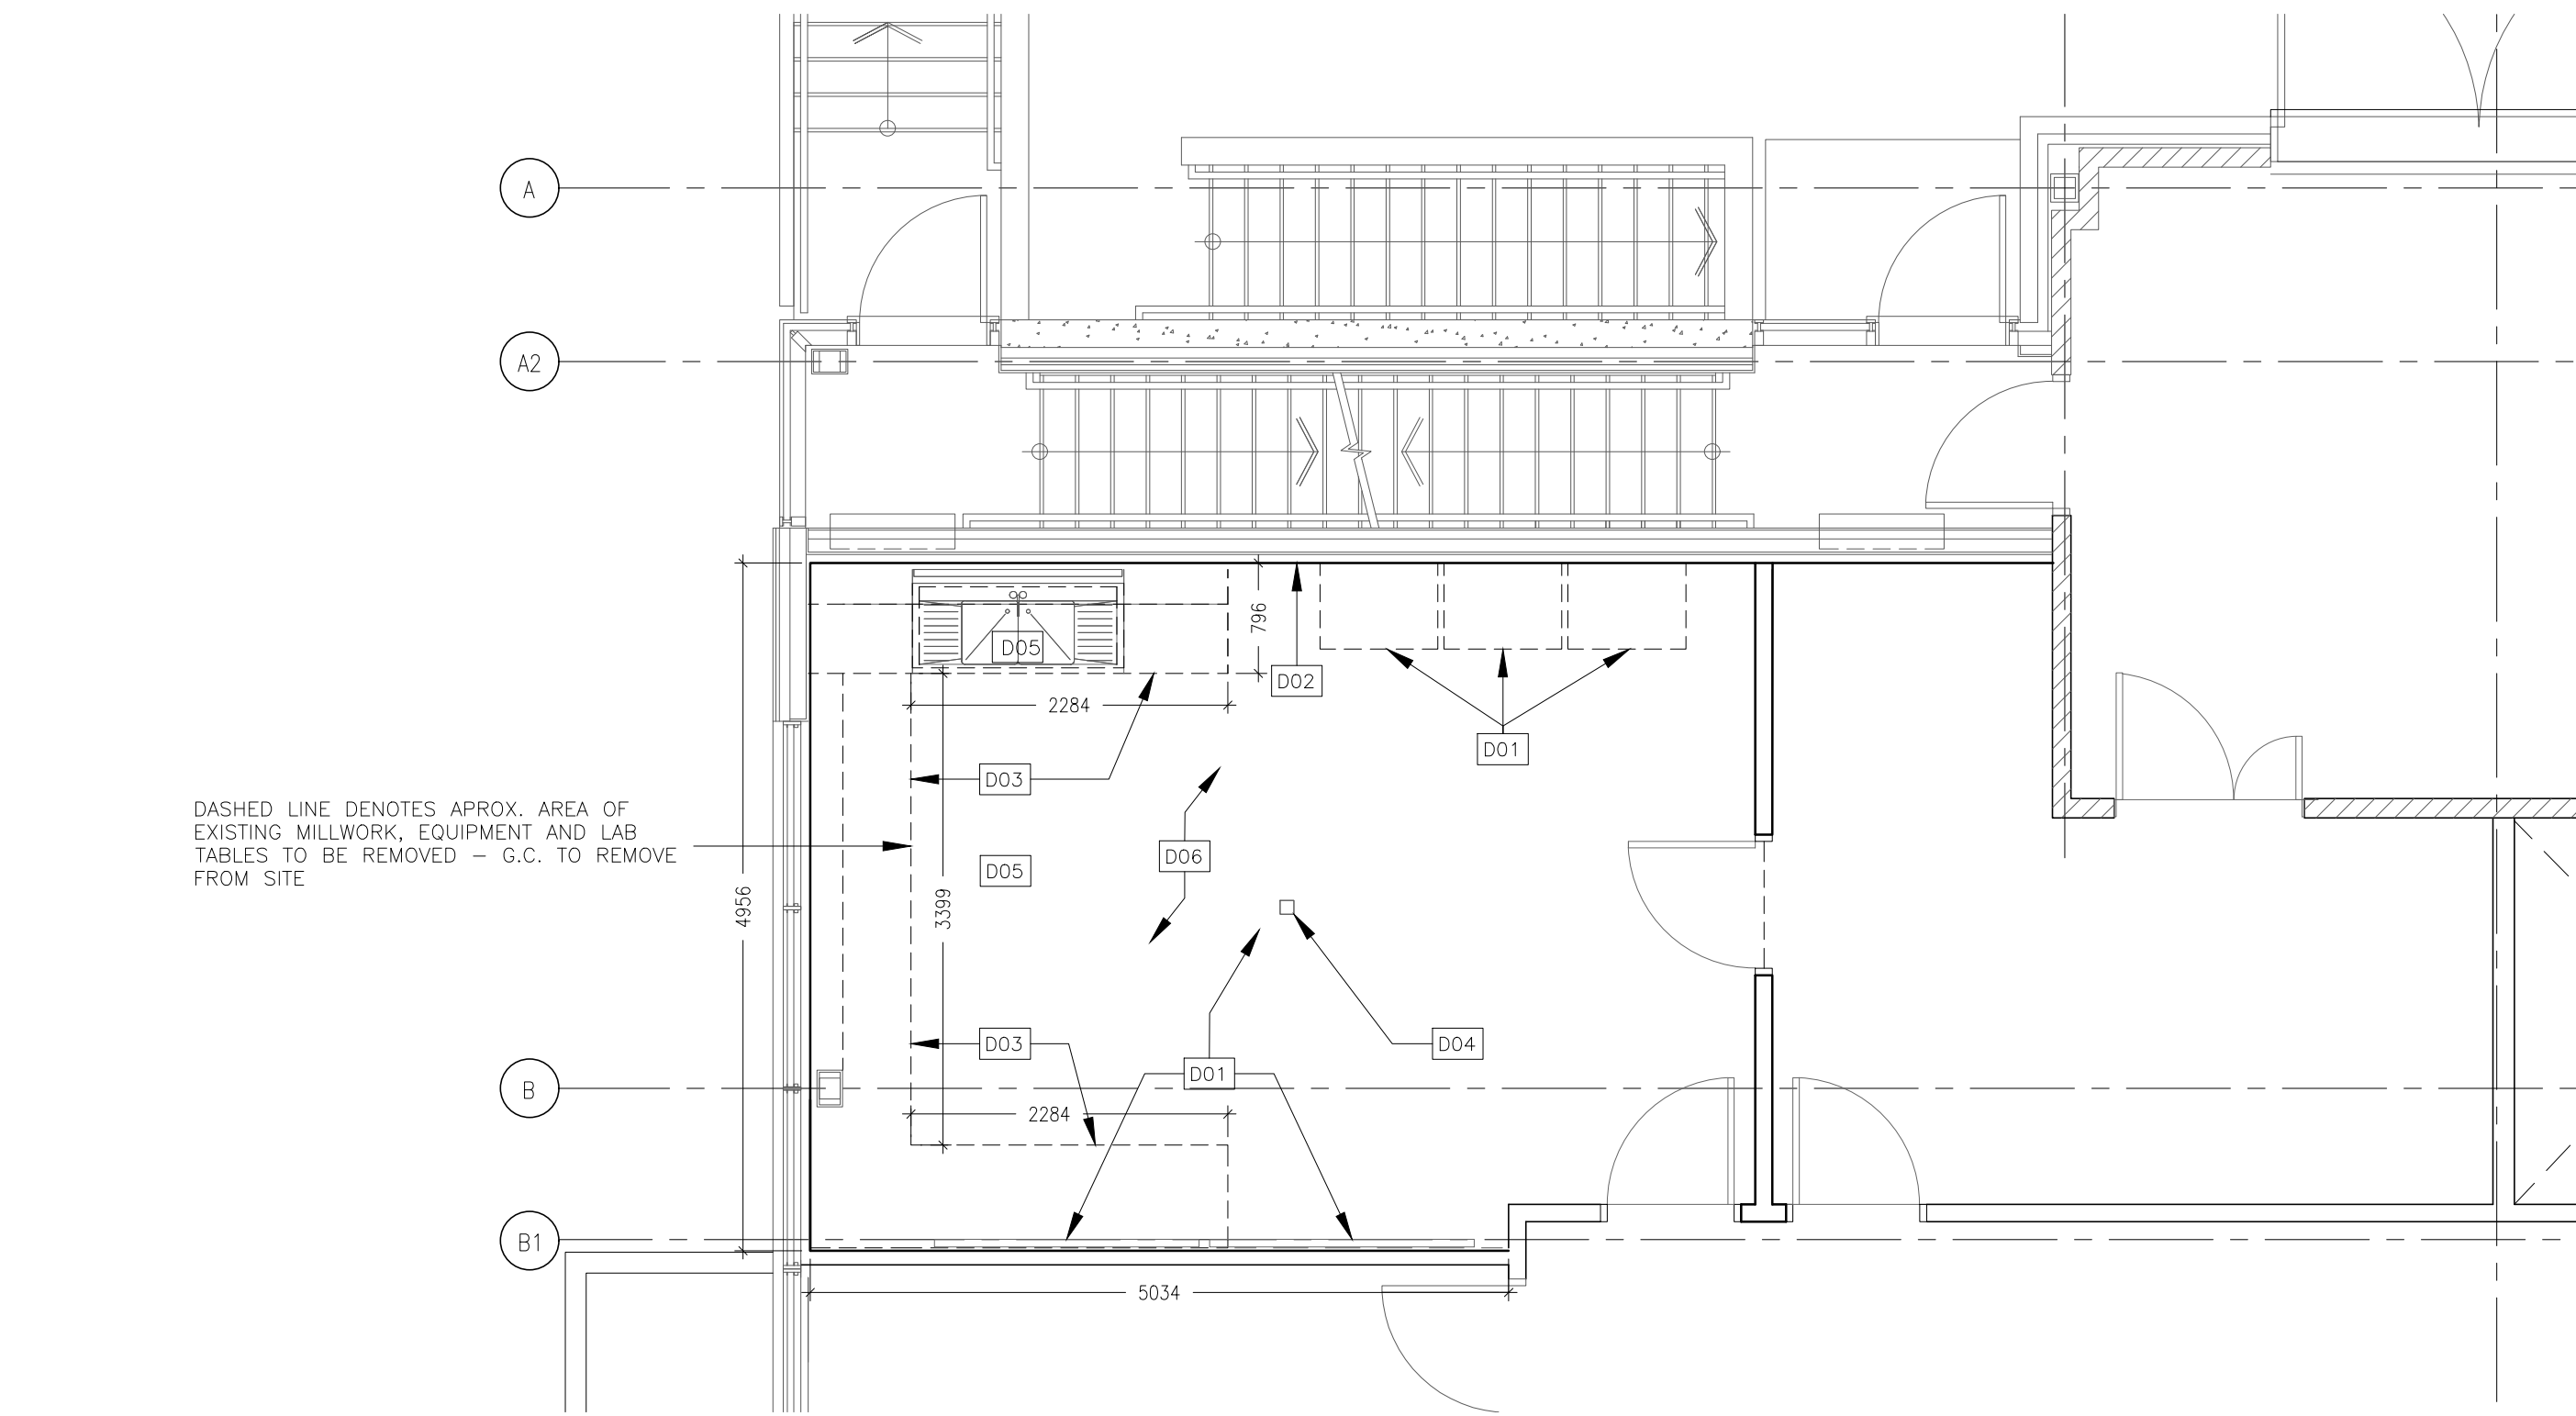 A
A2
796
D05
D02
2284
D01
D03
DASHED LINE DENOTES APROX. AREA OF
EXISTING MILLWORK, EQUIPMENT AND LAB
TABLES TO BE REMOVED – G.C. TO REMOVE
FROM SITE
D06
D05
4956
3399
D03
D04
D01
B
2284
B1
5034